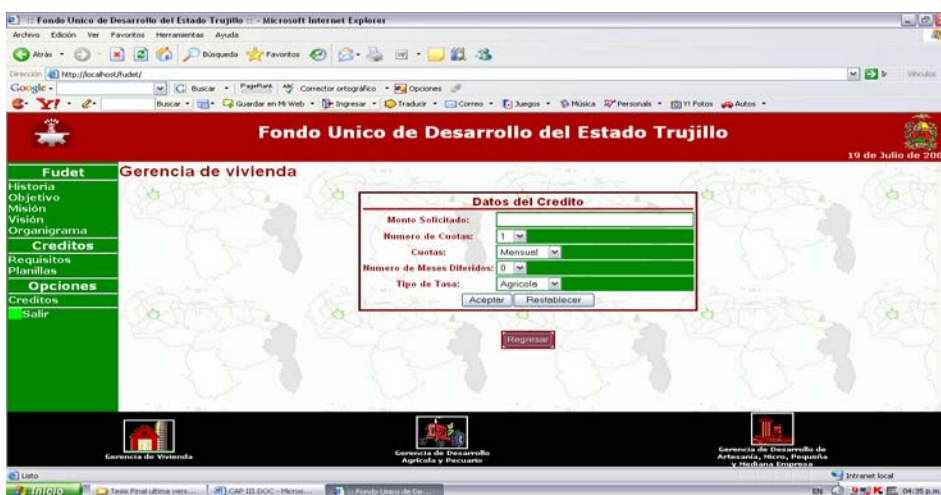 :: Fondo Unico de Desarrollo del Estado Trujillo :: - Microsoft Internet Explorer
Archivo Edición Ver Favoritos Herramientas Ayuda
Atrás Búsqueda Favoritos
Dirección http://localhost/fudet/ Ir Vínculos
Google - Buscar PageRank Corrector ortográfico Opciones
Y! Buscar Guardar en Mi Web Ingresar Traducir Correo Juegos Música Personals Y! Fotos Autos
Fondo Unico de Desarrollo del Estado Trujillo
19 de Julio de 200
Fudet
Historia
Objetivo
Misión
Visión
Organigrama
Creditos
Requisitos
Planillas
Opciones
Creditos
Salir
Gerencia de vivienda
Datos del Credito
Monto Solicitado:
Numero de Cuotas: 1
Cuotas: Mensual
Numero de Meses Diferidos: 0
Tipo de Tasa: Agricola
Aceptar Restablecer
Regresar
Gerencia de Vivienda
Gerencia de Desarrollo
Agrícola y Pecuario
Gerencia de Desarrollo de
Artesanía, Micro, Pequeña
y Mediana Empresa
Listo Intranet local
Inicio Tesis Final ultima vers... CAP III.DOC - Micros... :: Fondo Unico de De... EN 04:35 p.m.